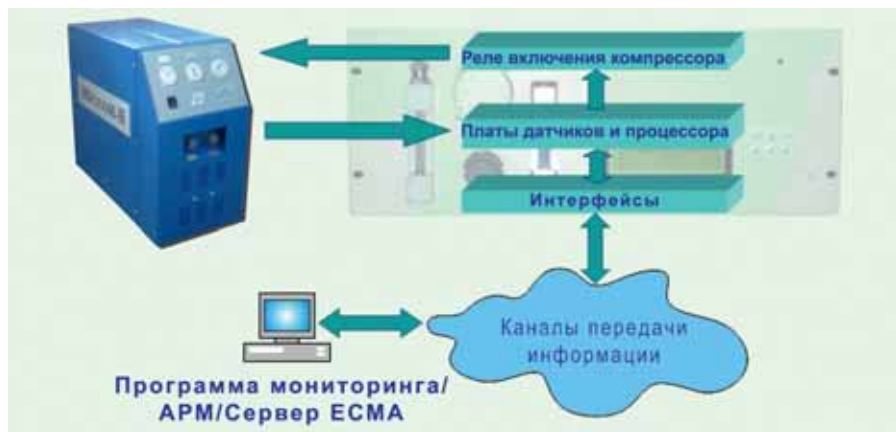 Реле включения компрессора
Платы датчиков и процессора
Интерфейсы
Каналы передачи
информации
Программа мониторинга/
АРМ/Сервер ЕСМА